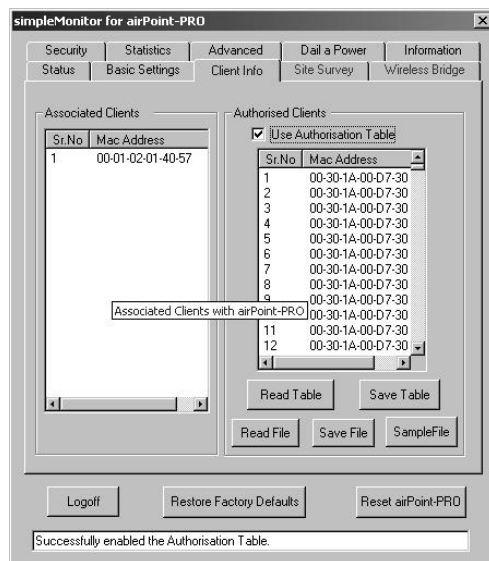 simpleMonitor for airPoint-PRO
Security Statistics Advanced Dail a Power Information
Status Basic Settings Client Info Site Survey Wireless Bridge
Associated Clients
Sr.No Mac Address
1 00-01-02-01-40-57
Authorised Clients
Use Authorisation Table
Sr.No Mac Address
1 00-30-1A-00-D7-30
2 00-30-1A-00-D7-30
3 00-30-1A-00-D7-30
4 00-30-1A-00-D7-30
5 00-30-1A-00-D7-30
6 00-30-1A-00-D7-30
7 00-30-1A-00-D7-30
8 00-30-1A-00-D7-30
9 00-30-1A-00-D7-30
00-30-1A-00-D7-30
11 00-30-1A-00-D7-30
12 00-30-1A-00-D7-30
Associated Clients with airPoint-PRO
Read Table Save Table
Read File Save File SampleFile
Logoff Restore Factory Defaults Reset airPoint-PRO
Successfully enabled the Authorisation Table.